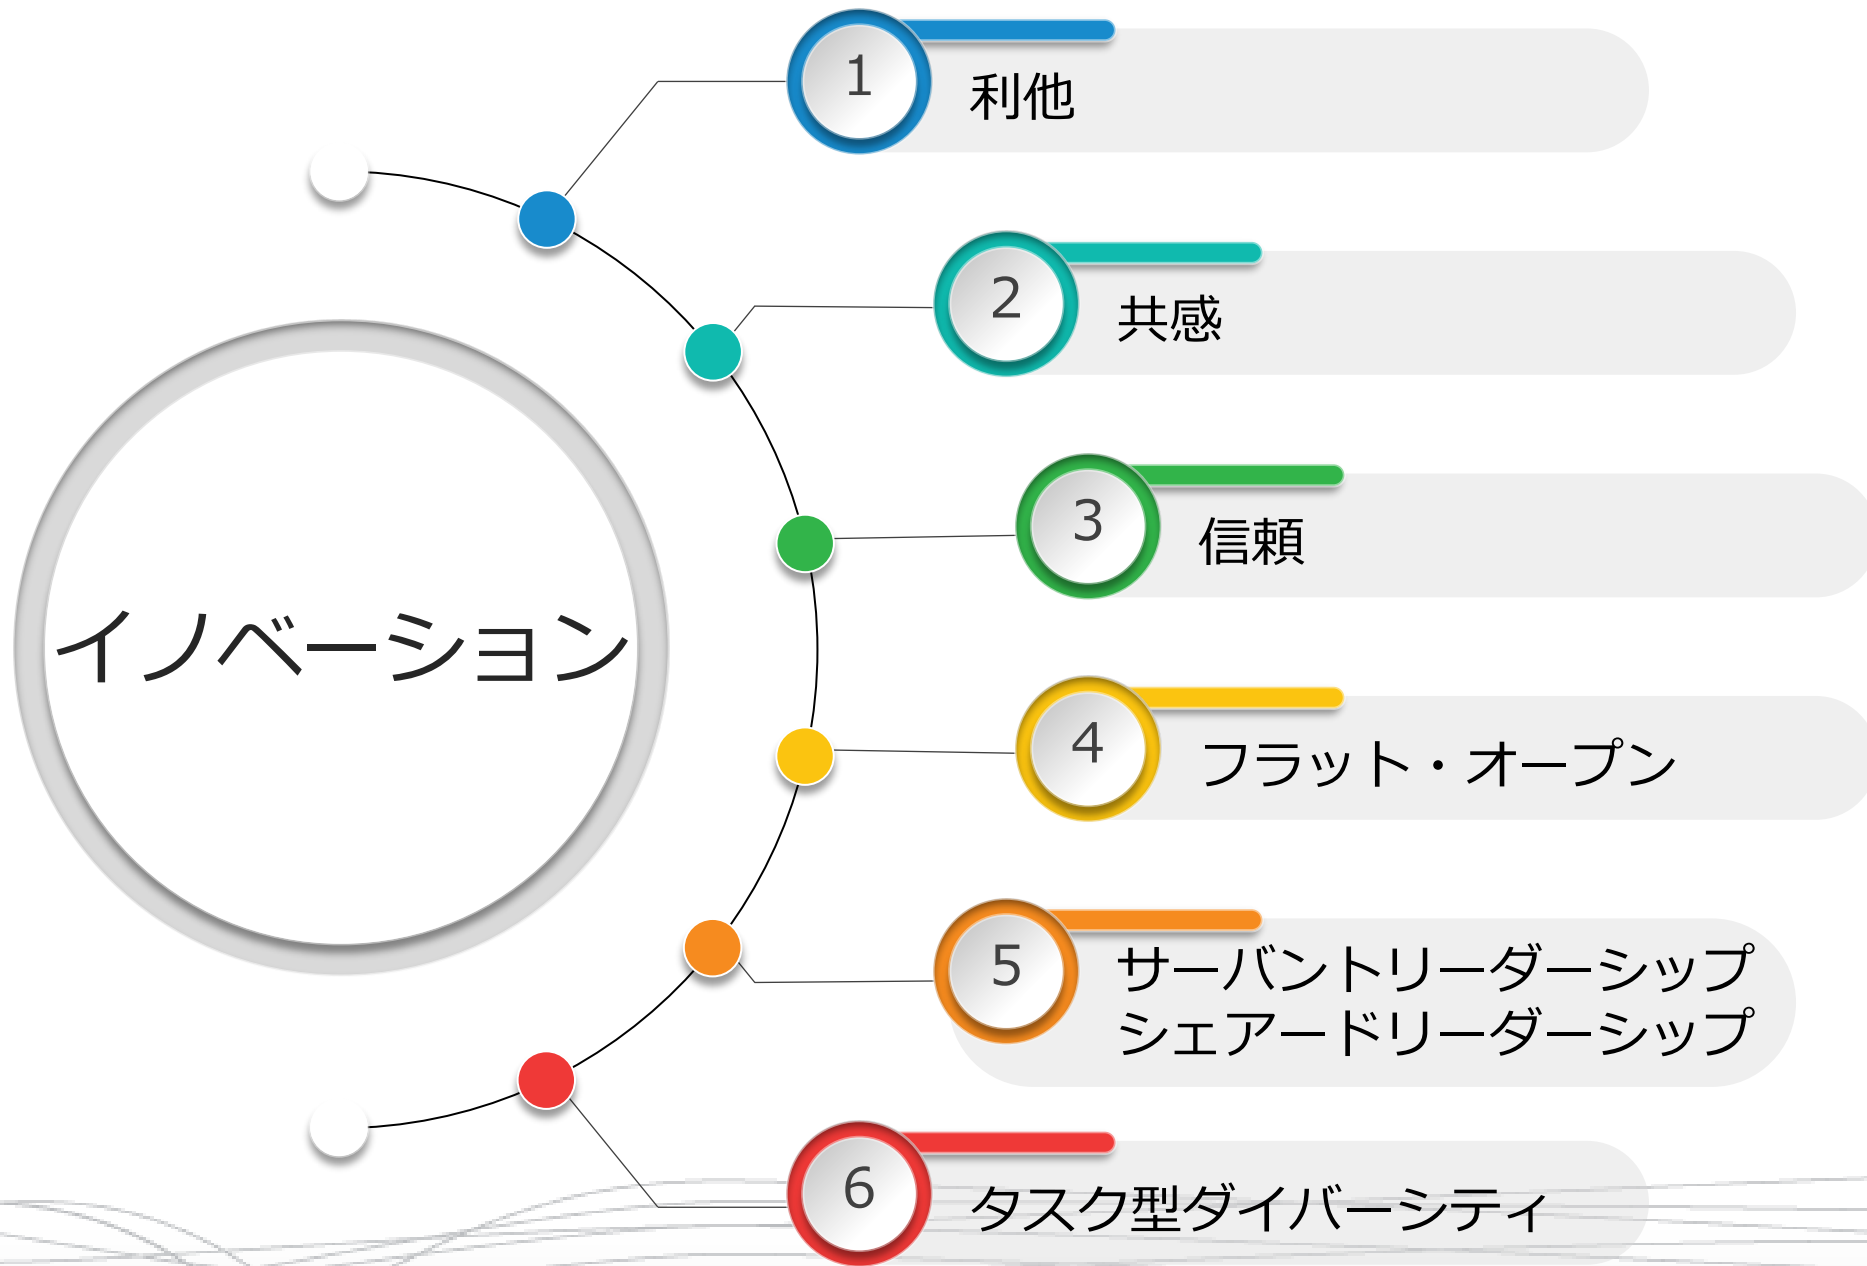 イノベーション
1
利他
2
共感
3
信頼
4
フラット・オープン
5
サーバントリーダーシップ
シェアードリーダーシップ
6
タスク型ダイバーシティ